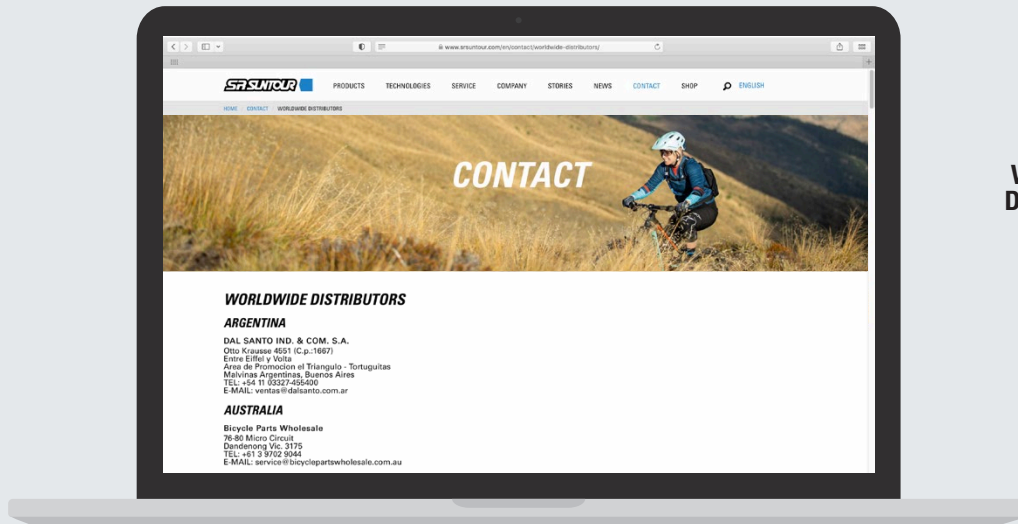 www.srsuntour.com/en/contact/worldwide-distributors/
SR SUNTOUR
PRODUCTS TECHNOLOGIES SERVICE COMPANY STORIES NEWS CONTACT SHOP ENGLISH
HOME CONTACT WORLDWIDE DISTRIBUTORS
CONTACT
WORLDWIDE DISTRIBUTORS
ARGENTINA
DAL SANTO IND. & COM. S.A.
Otto Krausse 4551 (C.p.:1667)
Entre Eiffel y Volta
Area de Promocion el Triangulo - Tortuguitas
Malvinas Argentinas, Buenos Aires
TEL: +54 11 03327-455400
E-MAIL: ventas@dalsanto.com.ar
AUSTRALIA
Bicycle Parts Wholesale
76-80 Micro Circuit
Dandenong Vic. 3175
TEL: +61 3 9702 9044
E-MAIL: service@bicyclepartswholesale.com.au